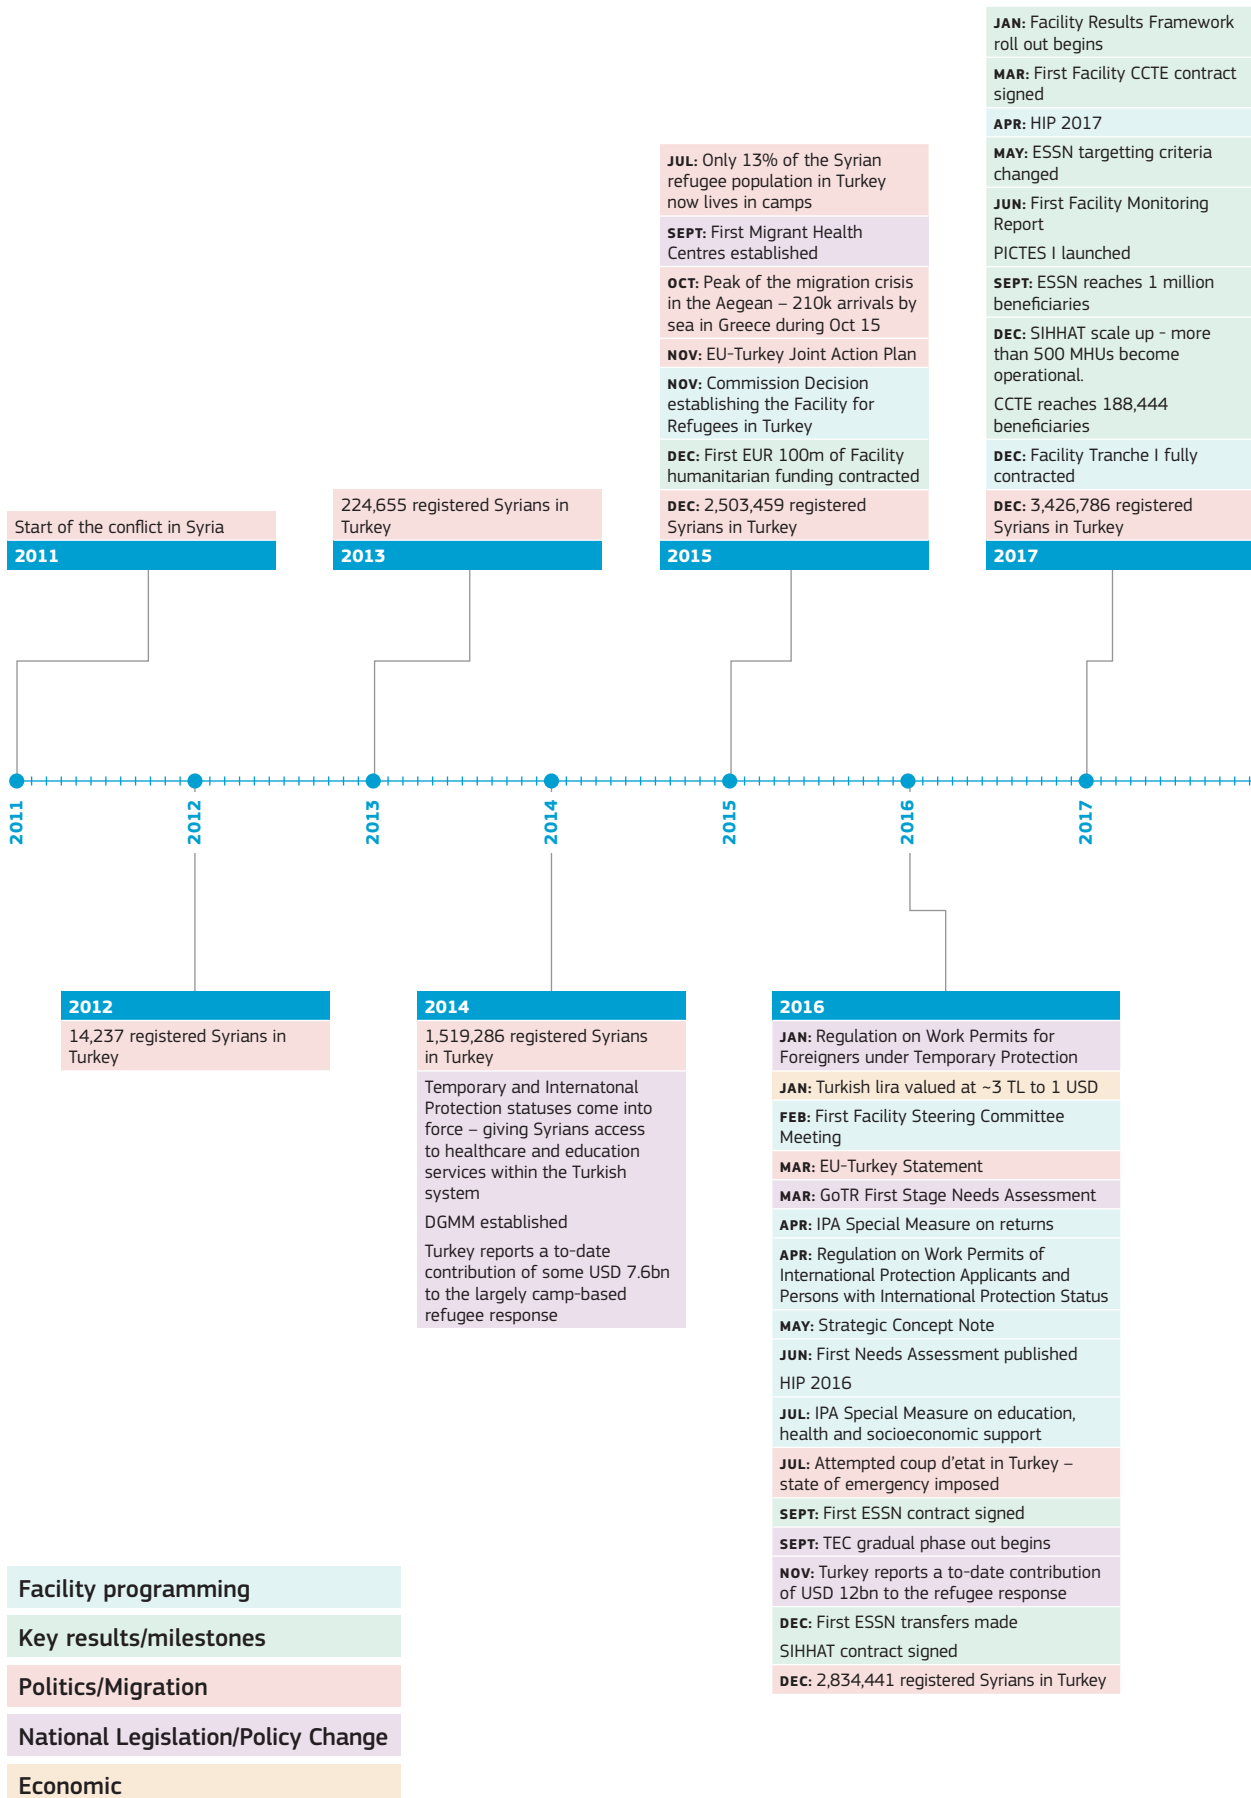 Start of the conflict in Syria
2011
224,655 registered Syrians in
Turkey
2013
JUL: Only 13% of the Syrian
refugee population in Turkey
now lives in camps
SEPT: First Migrant Health
Centres established
OCT: Peak of the migration crisis
in the Aegean – 210k arrivals by
sea in Greece during Oct 15
NOV: EU-Turkey Joint Action Plan
NOV: Commission Decision
establishing the Facility for
Refugees in Turkey
DEC: First EUR 100m of Facility
humanitarian funding contracted
DEC: 2,503,459 registered
Syrians in Turkey
2015
JAN: Facility Results Framework
roll out begins
MAR: First Facility CCTE contract
signed
APR: HIP 2017
MAY: ESSN targetting criteria
changed
JUN: First Facility Monitoring
Report
PICTES I launched
SEPT: ESSN reaches 1 million
beneficiaries
DEC: SIHHAT scale up - more
than 500 MHUs become
operational.
CCTE reaches 188,444
beneficiaries
DEC: Facility Tranche I fully
contracted
DEC: 3,426,786 registered
Syrians in Turkey
2017
2011
2012
2013
2014
2015
2016
2017
2012
14,237 registered Syrians in
Turkey
2014
1,519,286 registered Syrians
in Turkey
Temporary and Internatonal
Protection statuses come into
force – giving Syrians access
to healthcare and education
services within the Turkish
system
DGMM established
Turkey reports a to-date
contribution of some USD 7.6bn
to the largely camp-based
refugee response
2016
JAN: Regulation on Work Permits for
Foreigners under Temporary Protection
JAN: Turkish lira valued at ~3 TL to 1 USD
FEB: First Facility Steering Committee
Meeting
MAR: EU-Turkey Statement
MAR: GoTR First Stage Needs Assessment
APR: IPA Special Measure on returns
APR: Regulation on Work Permits of
International Protection Applicants and
Persons with International Protection Status
MAY: Strategic Concept Note
JUN: First Needs Assessment published
HIP 2016
JUL: IPA Special Measure on education,
health and socioeconomic support
JUL: Attempted coup d'etat in Turkey –
state of emergency imposed
SEPT: First ESSN contract signed
SEPT: TEC gradual phase out begins
NOV: Turkey reports a to-date contribution
of USD 12bn to the refugee response
DEC: First ESSN transfers made
SIHHAT contract signed
DEC: 2,834,441 registered Syrians in Turkey
Facility programming
Key results/milestones
Politics/Migration
National Legislation/Policy Change
Economic